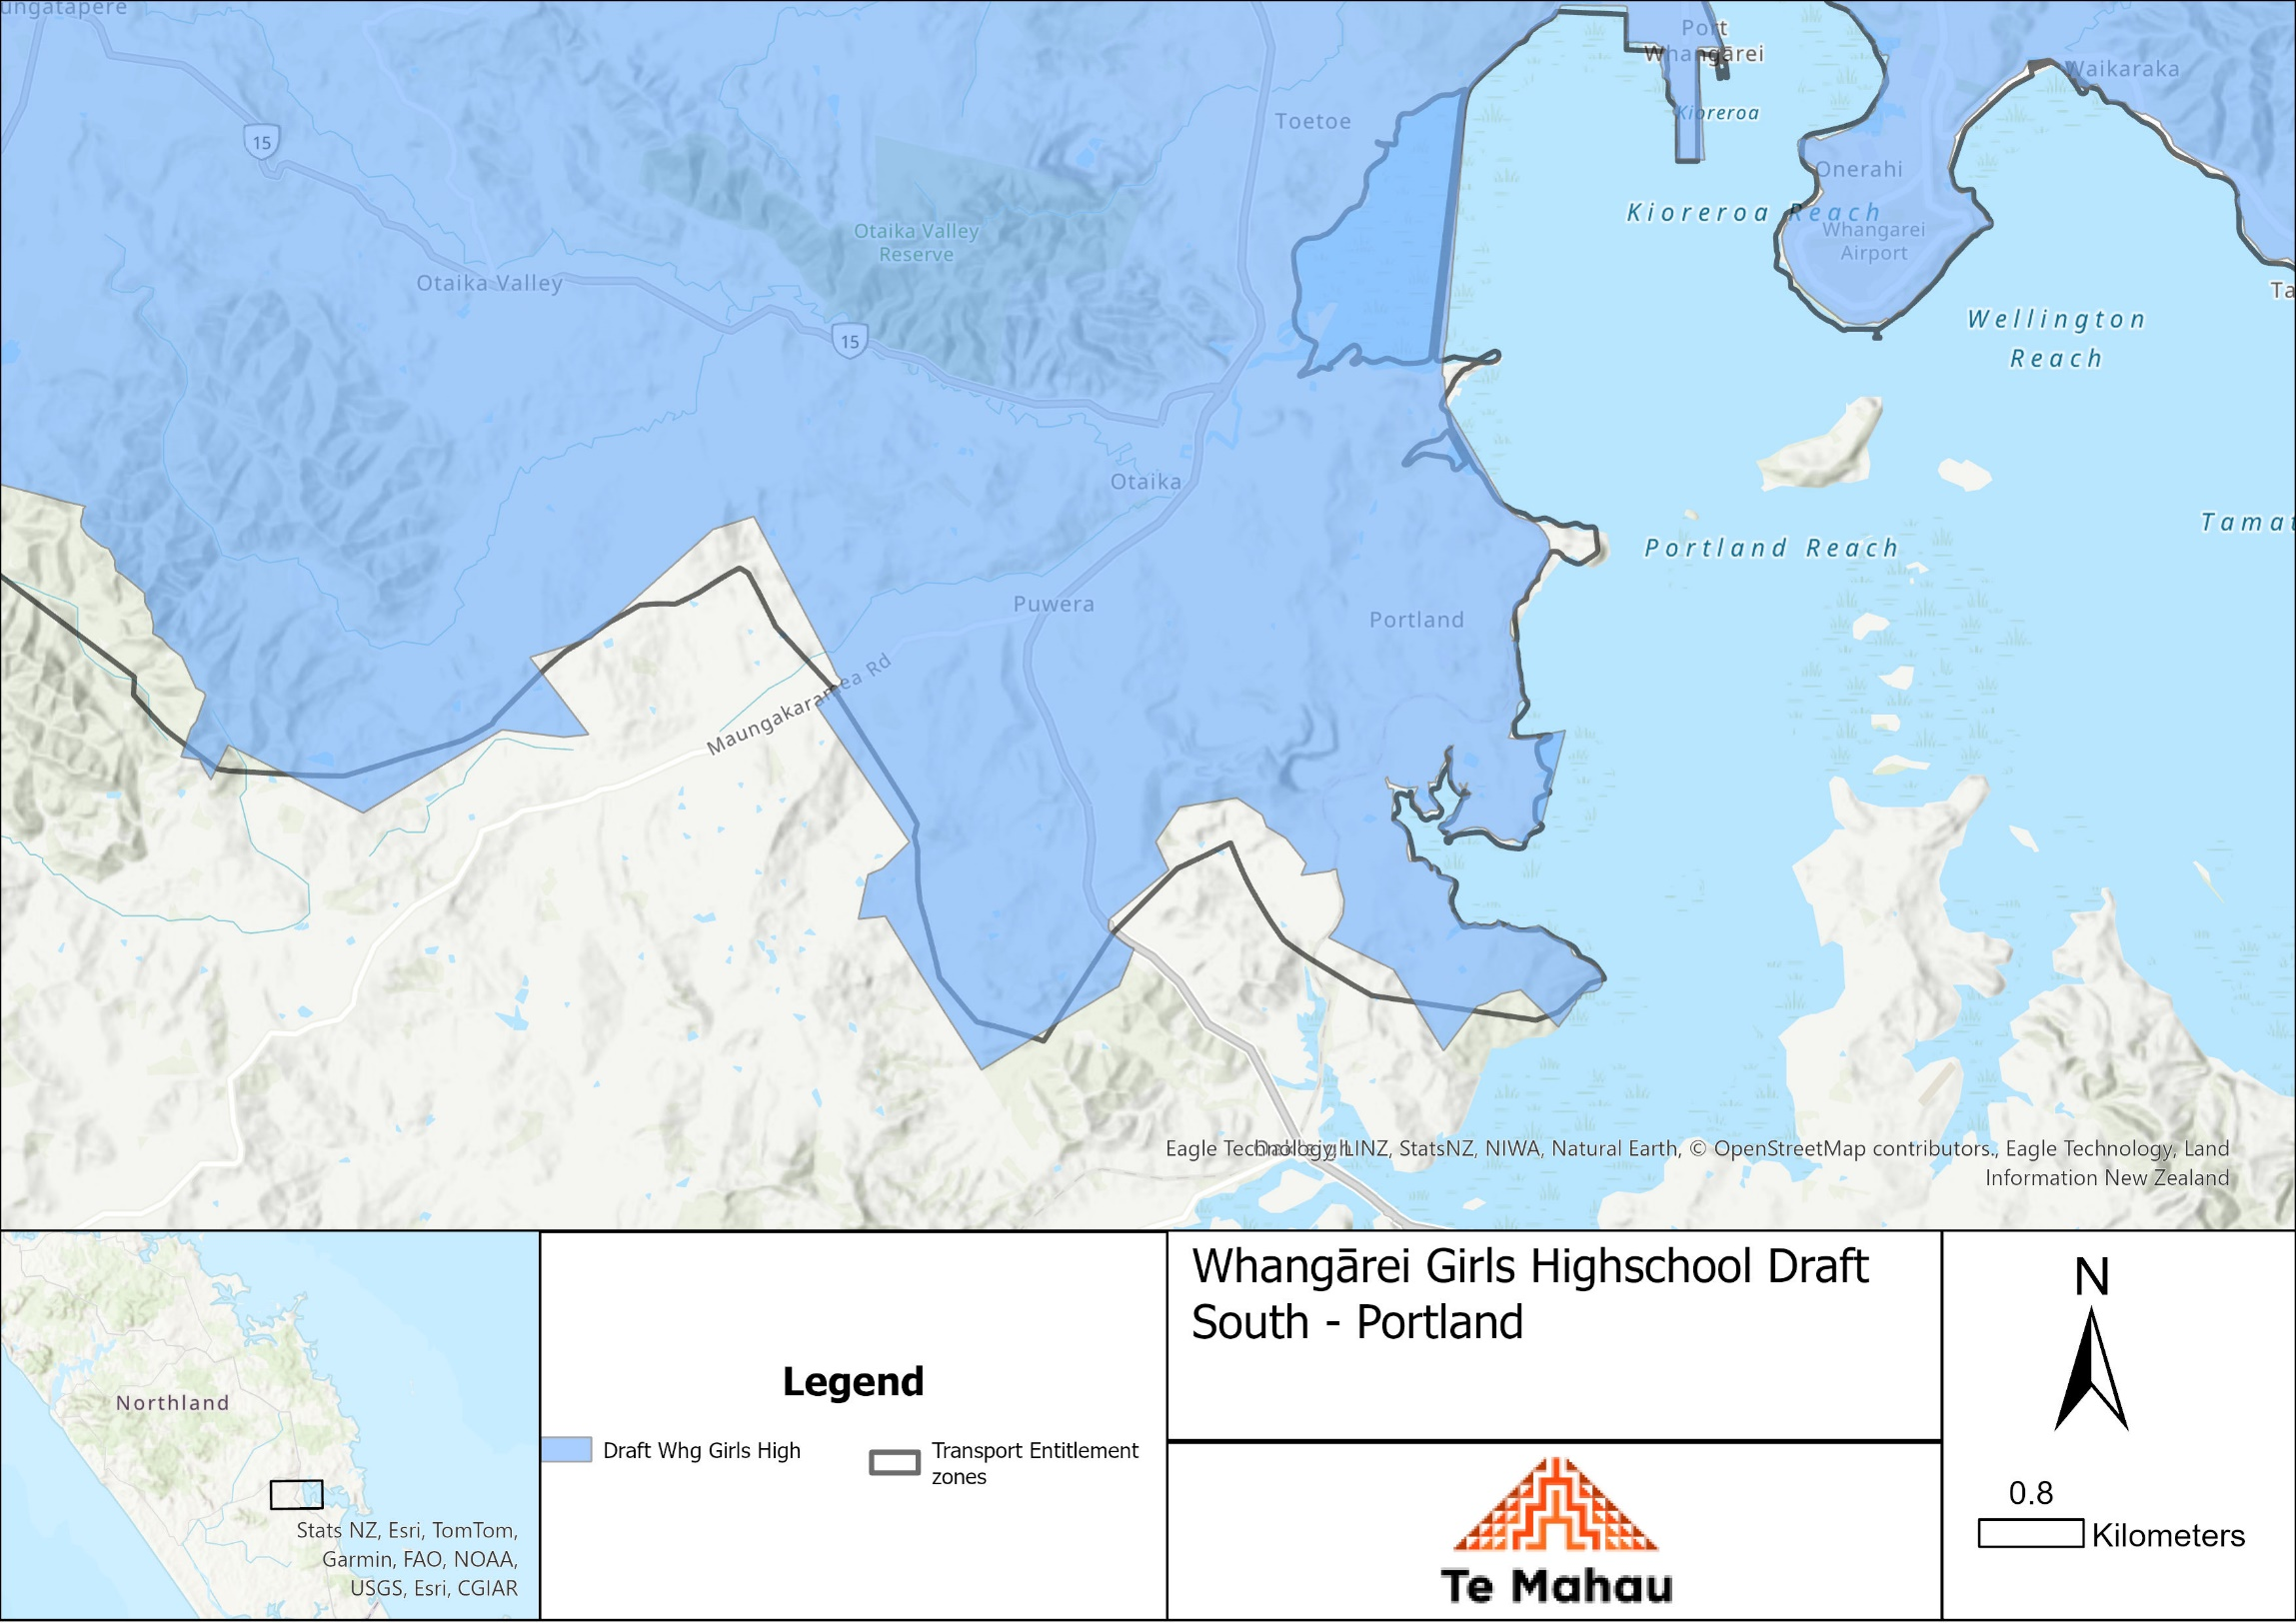 ungatapere
Port
Whangārei
Waikaraka
Kioreroa
Toetoe
15
Onerahi
Kioreroa Reach
Otaika Valley
Reserve
Whangarei
Airport
Otaika Valley
Ta
Wellington
Reach
15
Otaika
Tamat
Portland Reach
Puwera
Portland
Maungakaramea Rd
Eagle Technology, LINZ, StatsNZ, NIWA, Natural Earth, © OpenStreetMap contributors., Eagle Technology, Land
Information New Zealand
Northland
Stats NZ, Esri, TomTom,
Garmin, FAO, NOAA,
USGS, Esri, CGIAR
Legend
Draft Whg Girls High
Transport Entitlement
zones
Whangārei Girls Highschool Draft
South - Portland
Te Mahau
N
0.8
Kilometers